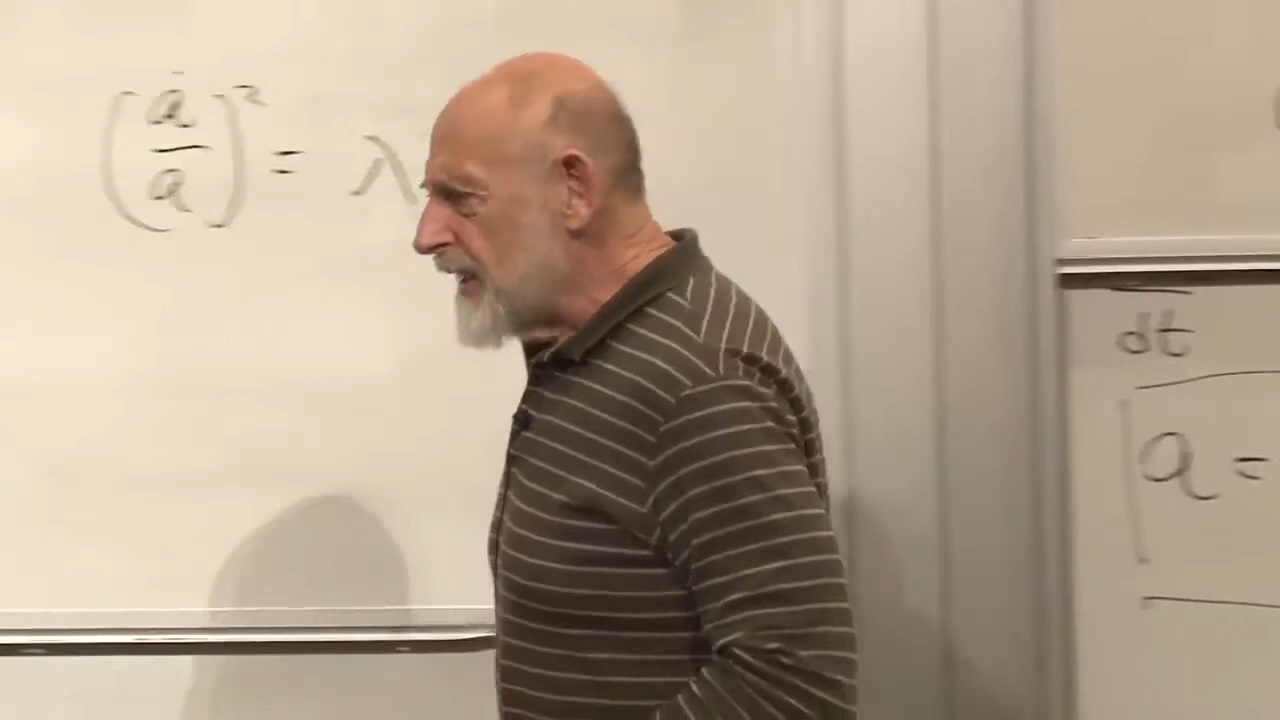 (ȧ/a)² = λ
dt
a =